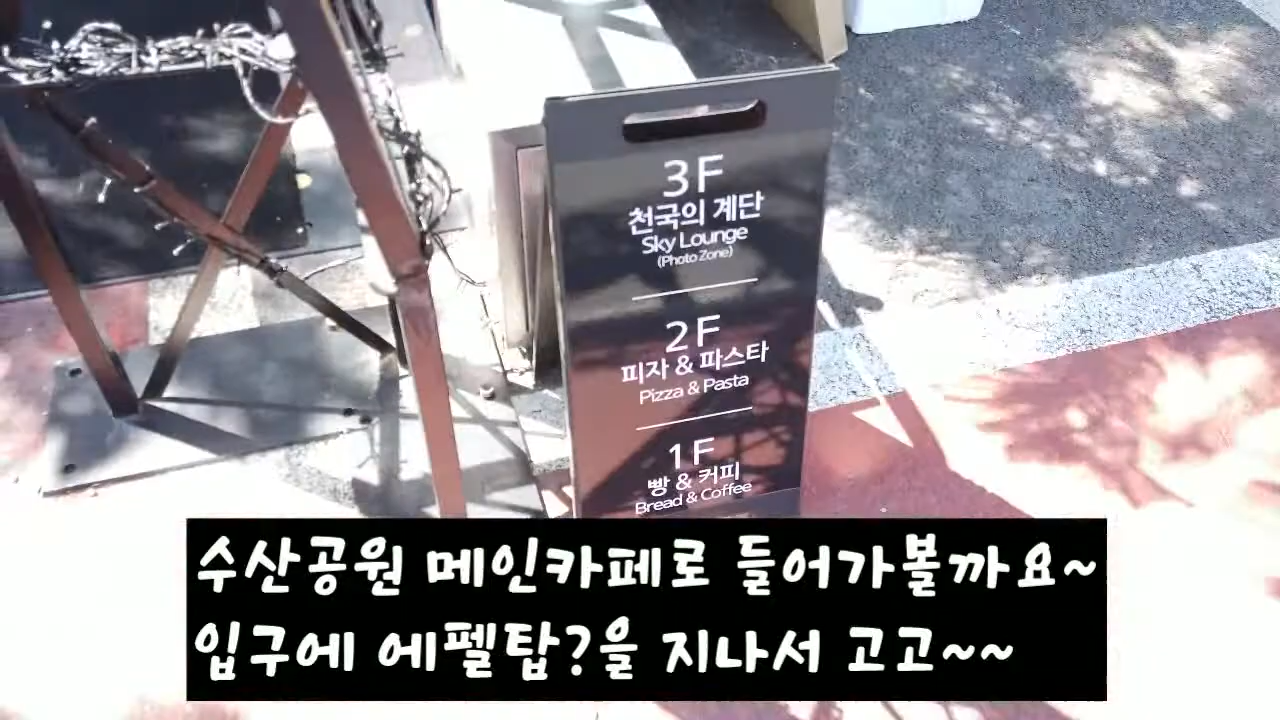 3F
천국의 계단
Sky Lounge
(Photo Zone)
2F
피자 & 파스타
Pizza & Pasta
1F
빵 & 커피
Bread & Coffee
수산공원 메인카페로 들어가볼까요~
입구에 에펠탑?을 지나서 고고~~